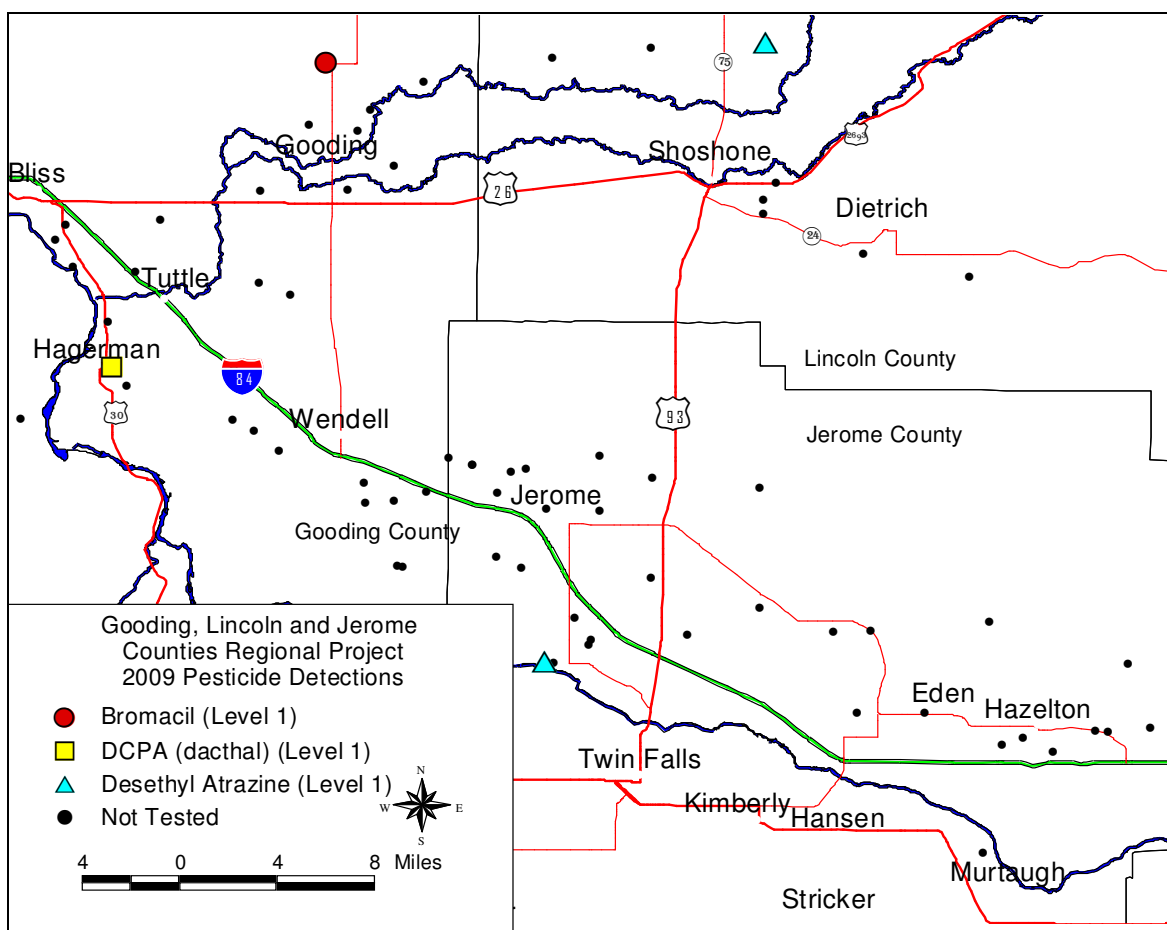 75
26 93
Gooding
Shoshone
Bliss
26
Dietrich
24
Tuttle
Hagerman
Lincoln County
84
30
Wendell
93
Jerome County
Jerome
Gooding County
Gooding, Lincoln and Jerome
Counties Regional Project
2009 Pesticide Detections
Bromacil (Level 1)
DCPA (dacthal) (Level 1)
Desethyl Atrazine (Level 1)
Not Tested
N
W E
S
4 0 4 8 Miles
Eden
Hazelton
Twin Falls
Kimberly
Hansen
Murtaugh
Stricker